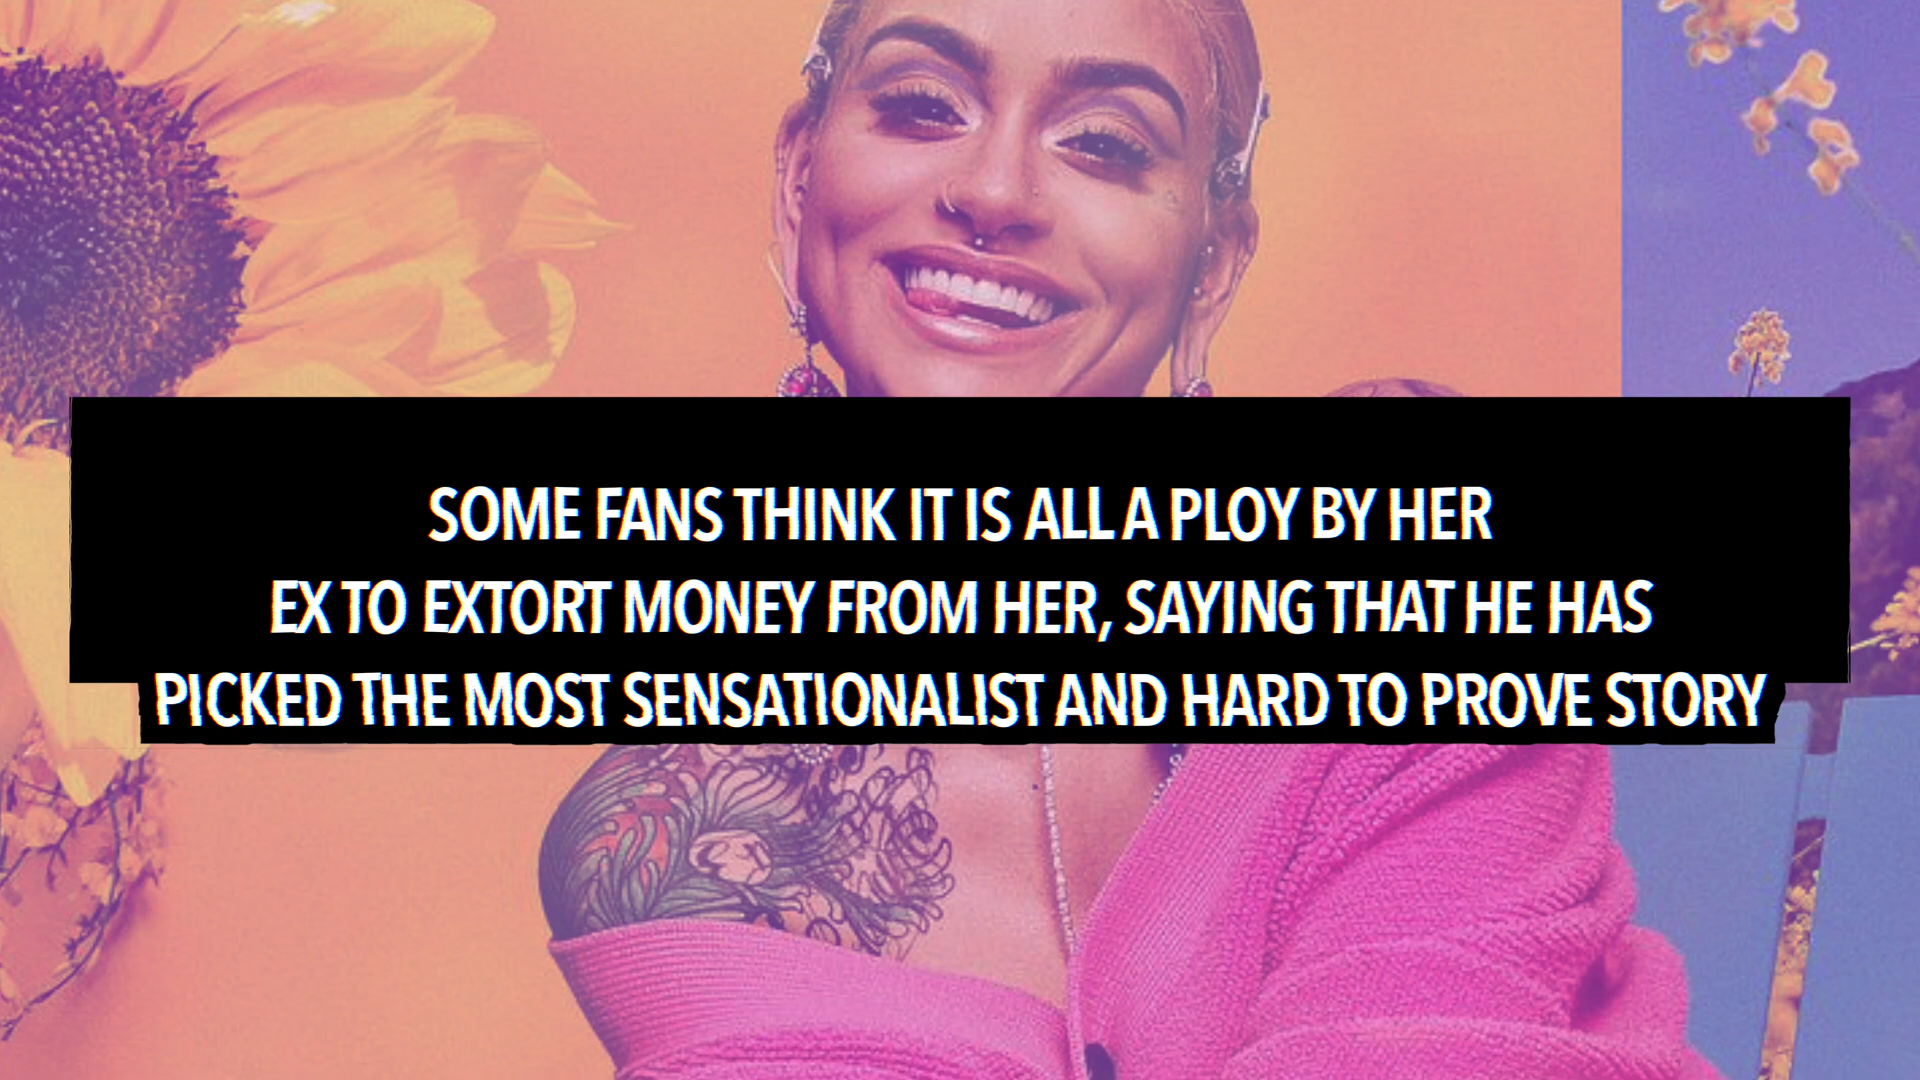 SOME FANS THINK IT IS ALL A PLOY BY HER
EX TO EXTORT MONEY FROM HER, SAYING THAT HE HAS
PICKED THE MOST SENSATIONALIST AND HARD TO PROVE STORY